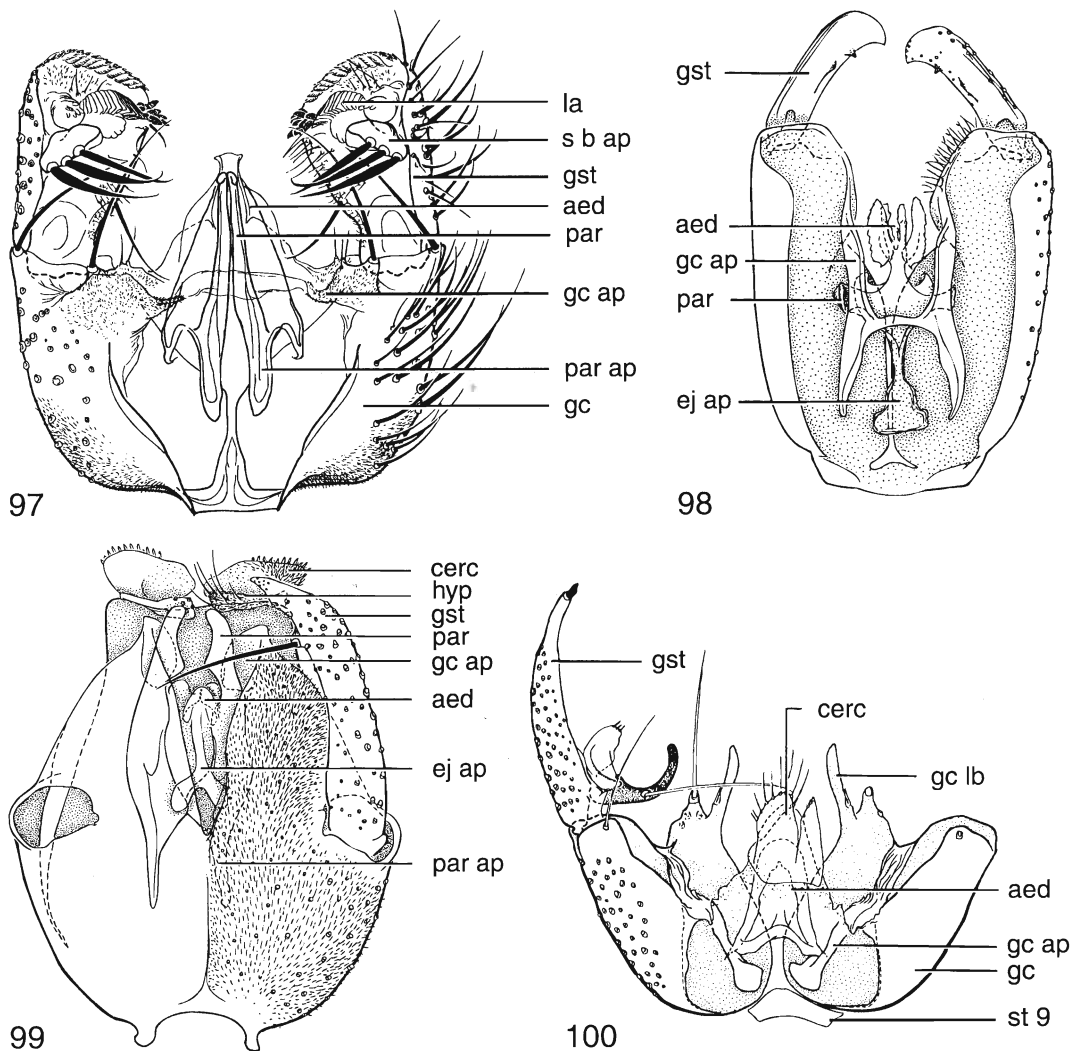 la
s b ap
gst
aed
par
gc ap
par ap
gc
97
gst
aed
gc ap
par
ej ap
98
cerc
hyp
gst
par
gc ap
aed
ej ap
par ap
99
gst
cerc
gc lb
aed
gc ap
gc
st 9
100